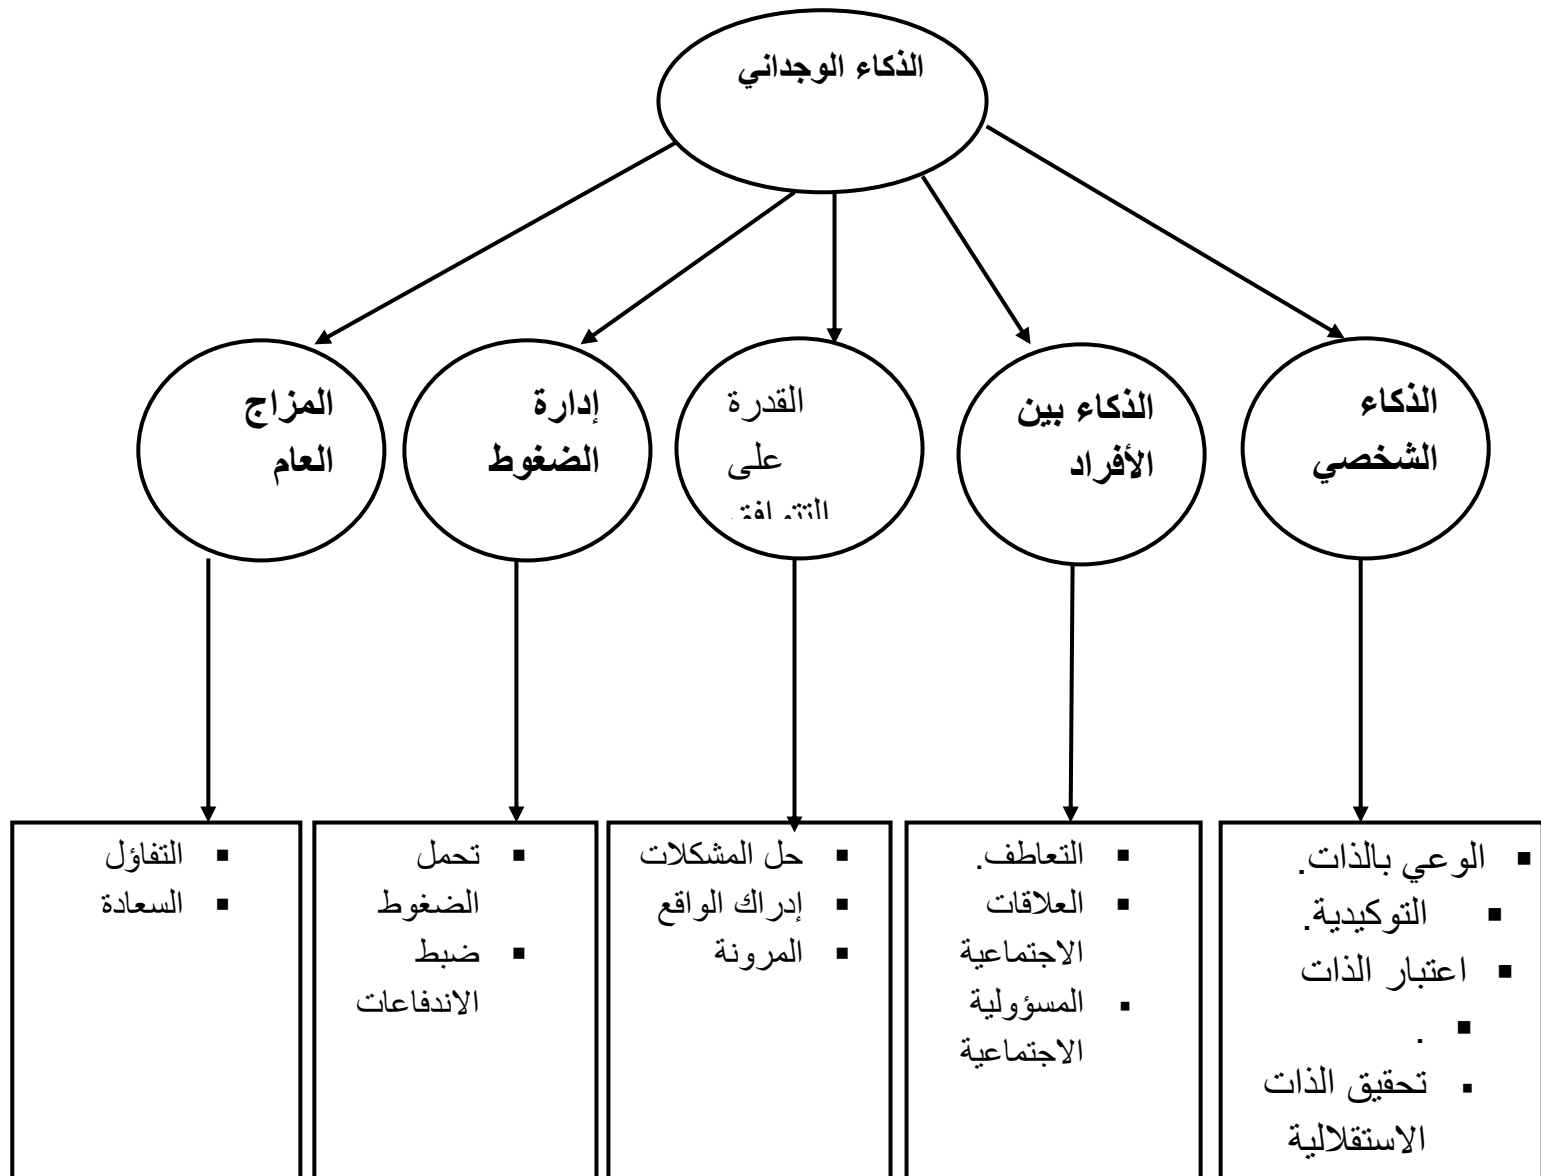 الذكاء الوجداني
الذكاء
الشخصي
الذكاء بين
الأفراد
القدرة
على
التتوافق
إدارة
الضغوط
المزاج
العام
▪ الوعي بالذات.
▪ التوكيدية.
▪ اعتبار الذات
▪ .
▪ تحقيق الذات
الاستقلالية
▪ التعاطف.
▪ العلاقات
الاجتماعية
▪ المسؤولية
الاجتماعية
▪ حل المشكلات
▪ إدراك الواقع
▪ المرونة
▪ تحمل
الضغوط
▪ ضبط
الاندفاعات
▪ التفاؤل
▪ السعادة